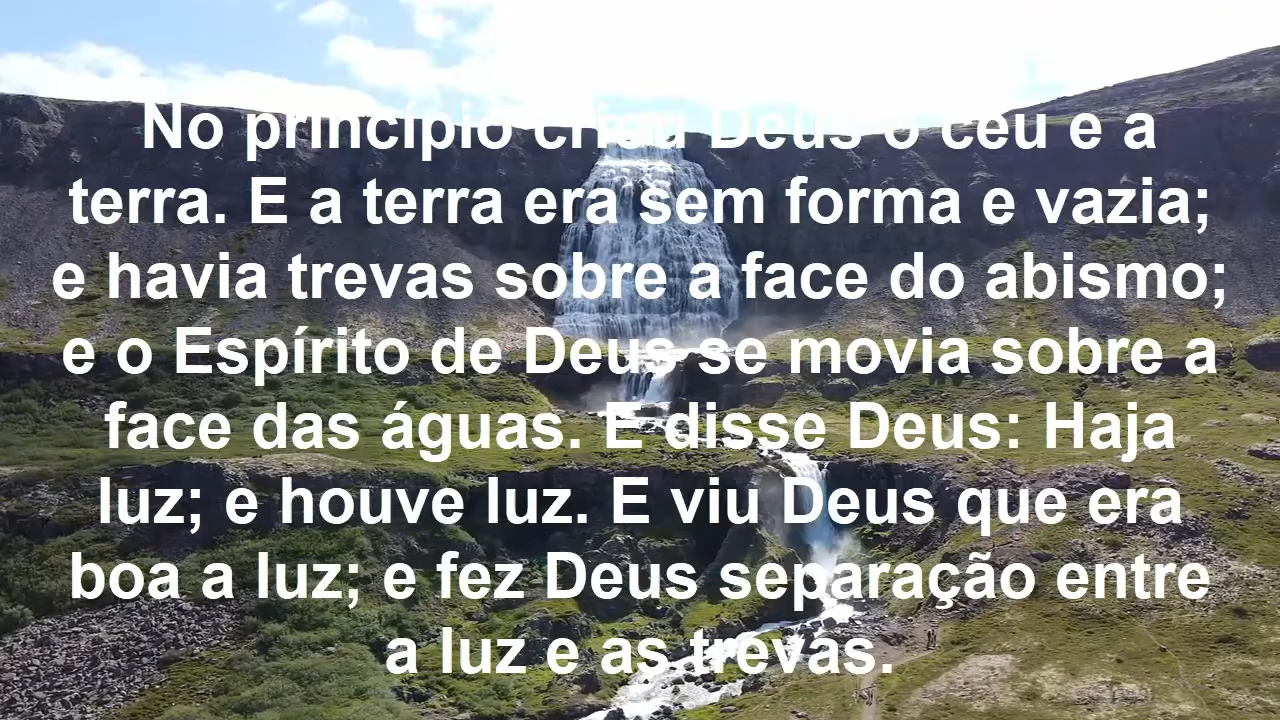 No princípio criou Deus o céu e a
terra. E a terra era sem forma e vazia;
e havia trevas sobre a face do abismo;
e o Espírito de Deus se movia sobre a
face das águas. E disse Deus: Haja
luz; e houve luz. E viu Deus que era
boa a luz; e fez Deus separação entre
a luz e as trevas.